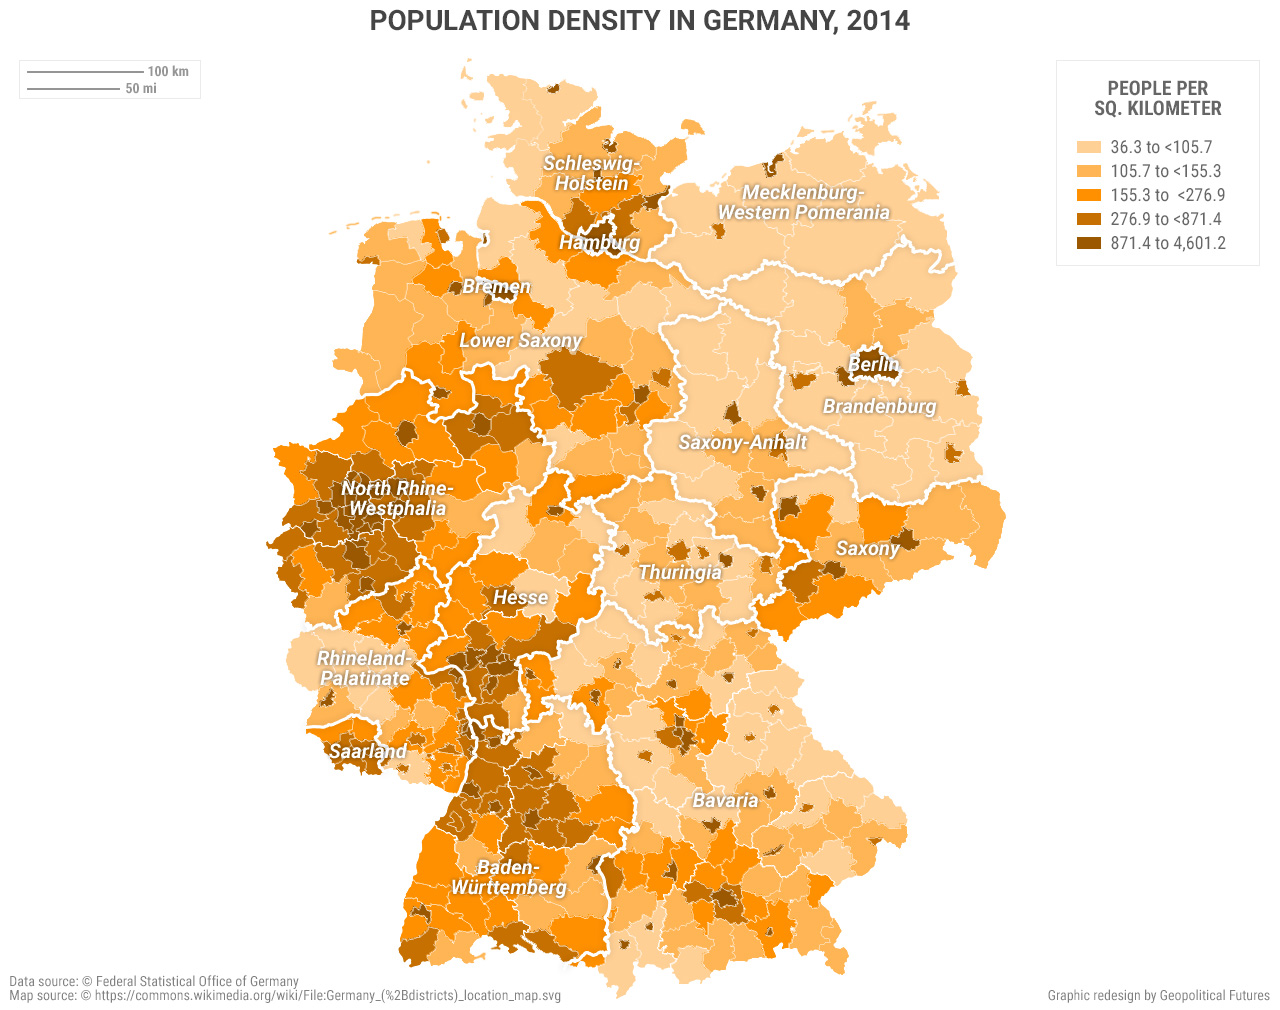 POPULATION DENSITY IN GERMANY, 2014
100 km
50 mi
PEOPLE PER
SQ. KILOMETER
36.3 to <105.7
105.7 to <155.3
155.3 to <276.9
276.9 to <871.4
871.4 to 4,601.2
Schleswig-
Holstein
Mecklenburg-
Western Pomerania
Hamburg
Bremen
Lower Saxony
Berlin
Brandenburg
Saxony-Anhalt
North Rhine-
Westphalia
Saxony
Thuringia
Hesse
Rhineland-
Palatinate
Saarland
Bavaria
Baden-
Württemberg
Data source: © Federal Statistical Office of Germany
Map source: © https://commons.wikimedia.org/wiki/File:Germany_(%2Bdistricts)_location_map.svg
Graphic redesign by Geopolitical Futures